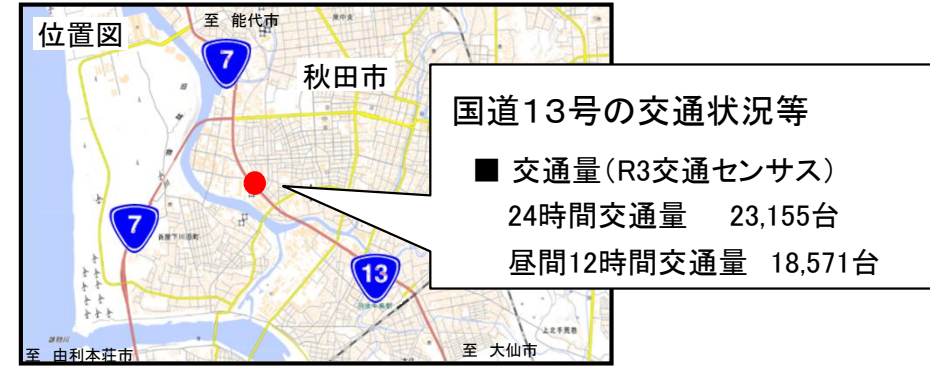 位置図
至 能代市
7
秋田市
国道13号の交通状況等
■ 交通量(R3交通センサス)
24時間交通量 23,155台
昼間12時間交通量 18,571台
7
13
至 由利本荘市
至 大仙市